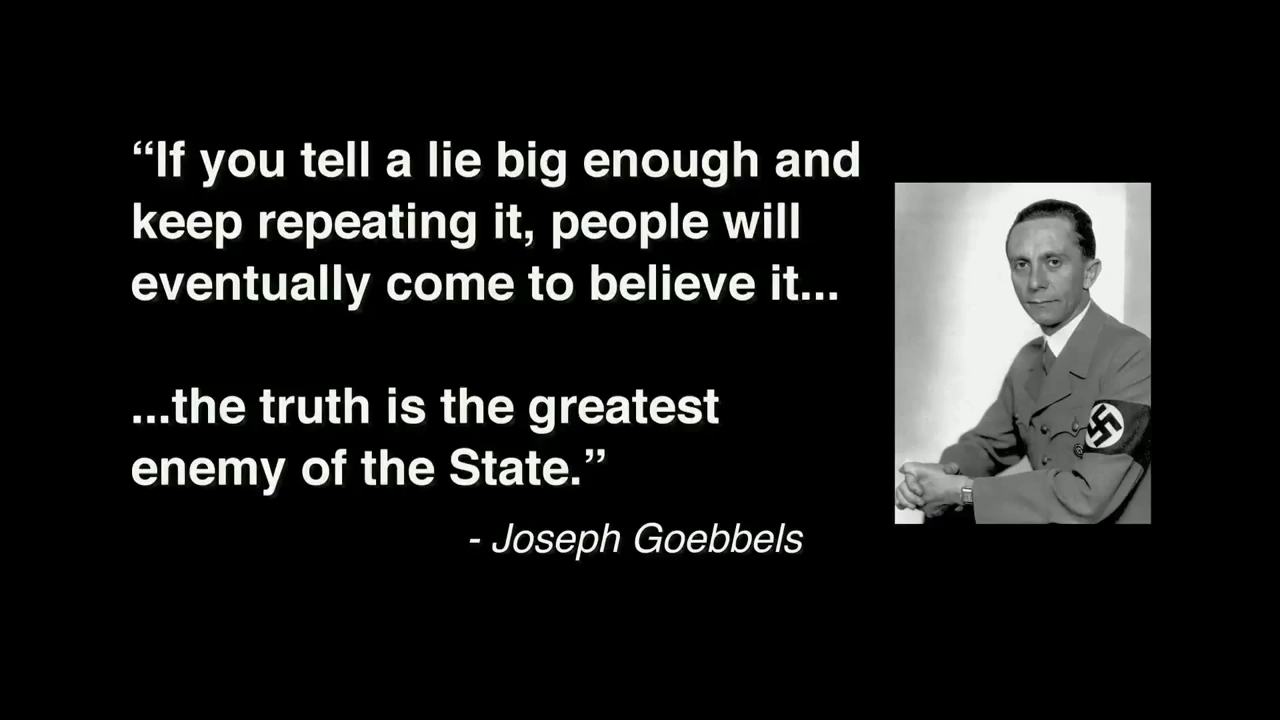 “If you tell a lie big enough and
keep repeating it, people will
eventually come to believe it...
...the truth is the greatest
enemy of the State.”
- Joseph Goebbels